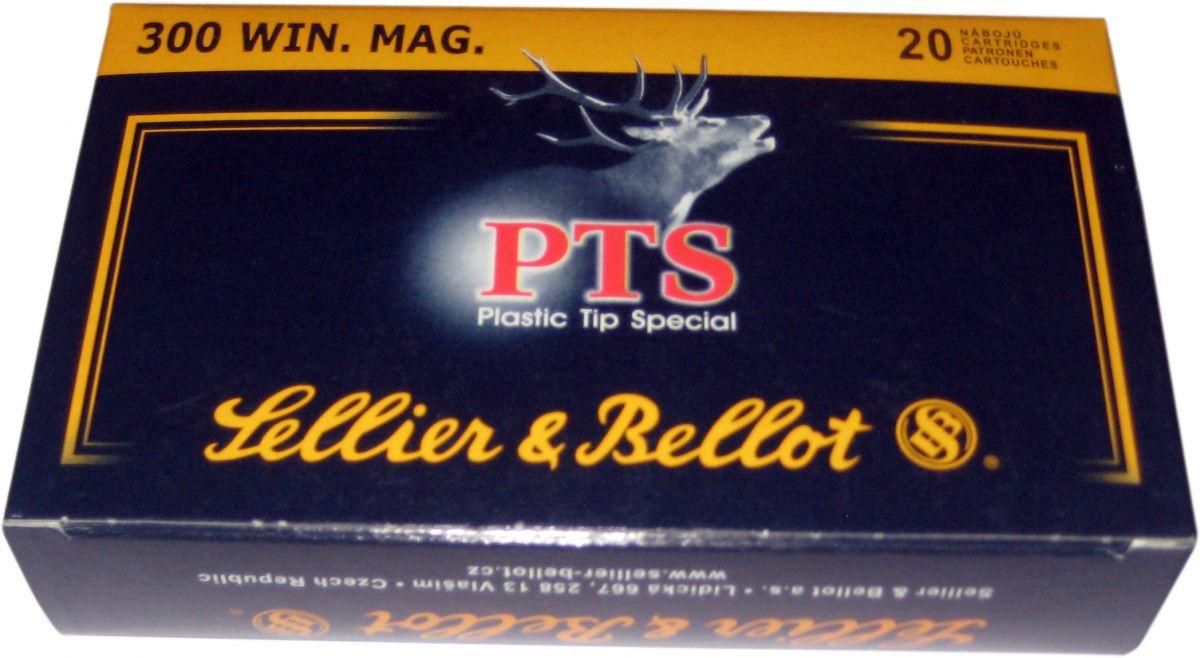 300 WIN. MAG.
20
NÁBOJŮ
CARTRIDGES
PATRONEN
CARTOUCHES
PTS
Plastic Tip Special
Sellier & Bellot SB
Sellier & Bellot a.s. • Lidická 667, 258 13 Vlašim • Czech Republic
www.sellier-bellot.cz
Sellier & Bellot